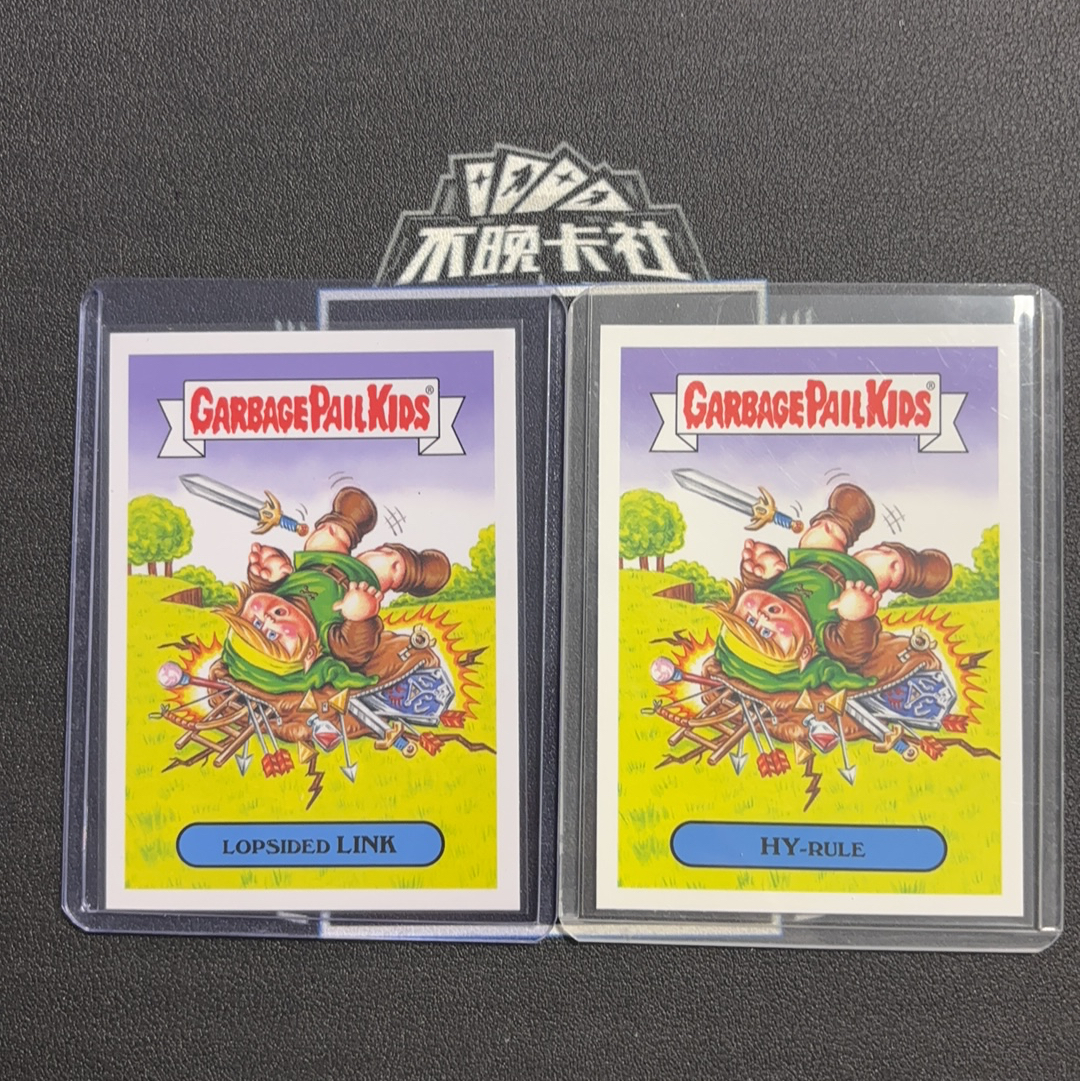 不晚卡社
GARBAGE PAIL KIDS®
GARBAGE PAIL KIDS®
LOPSIDED LINK
HY-RULE